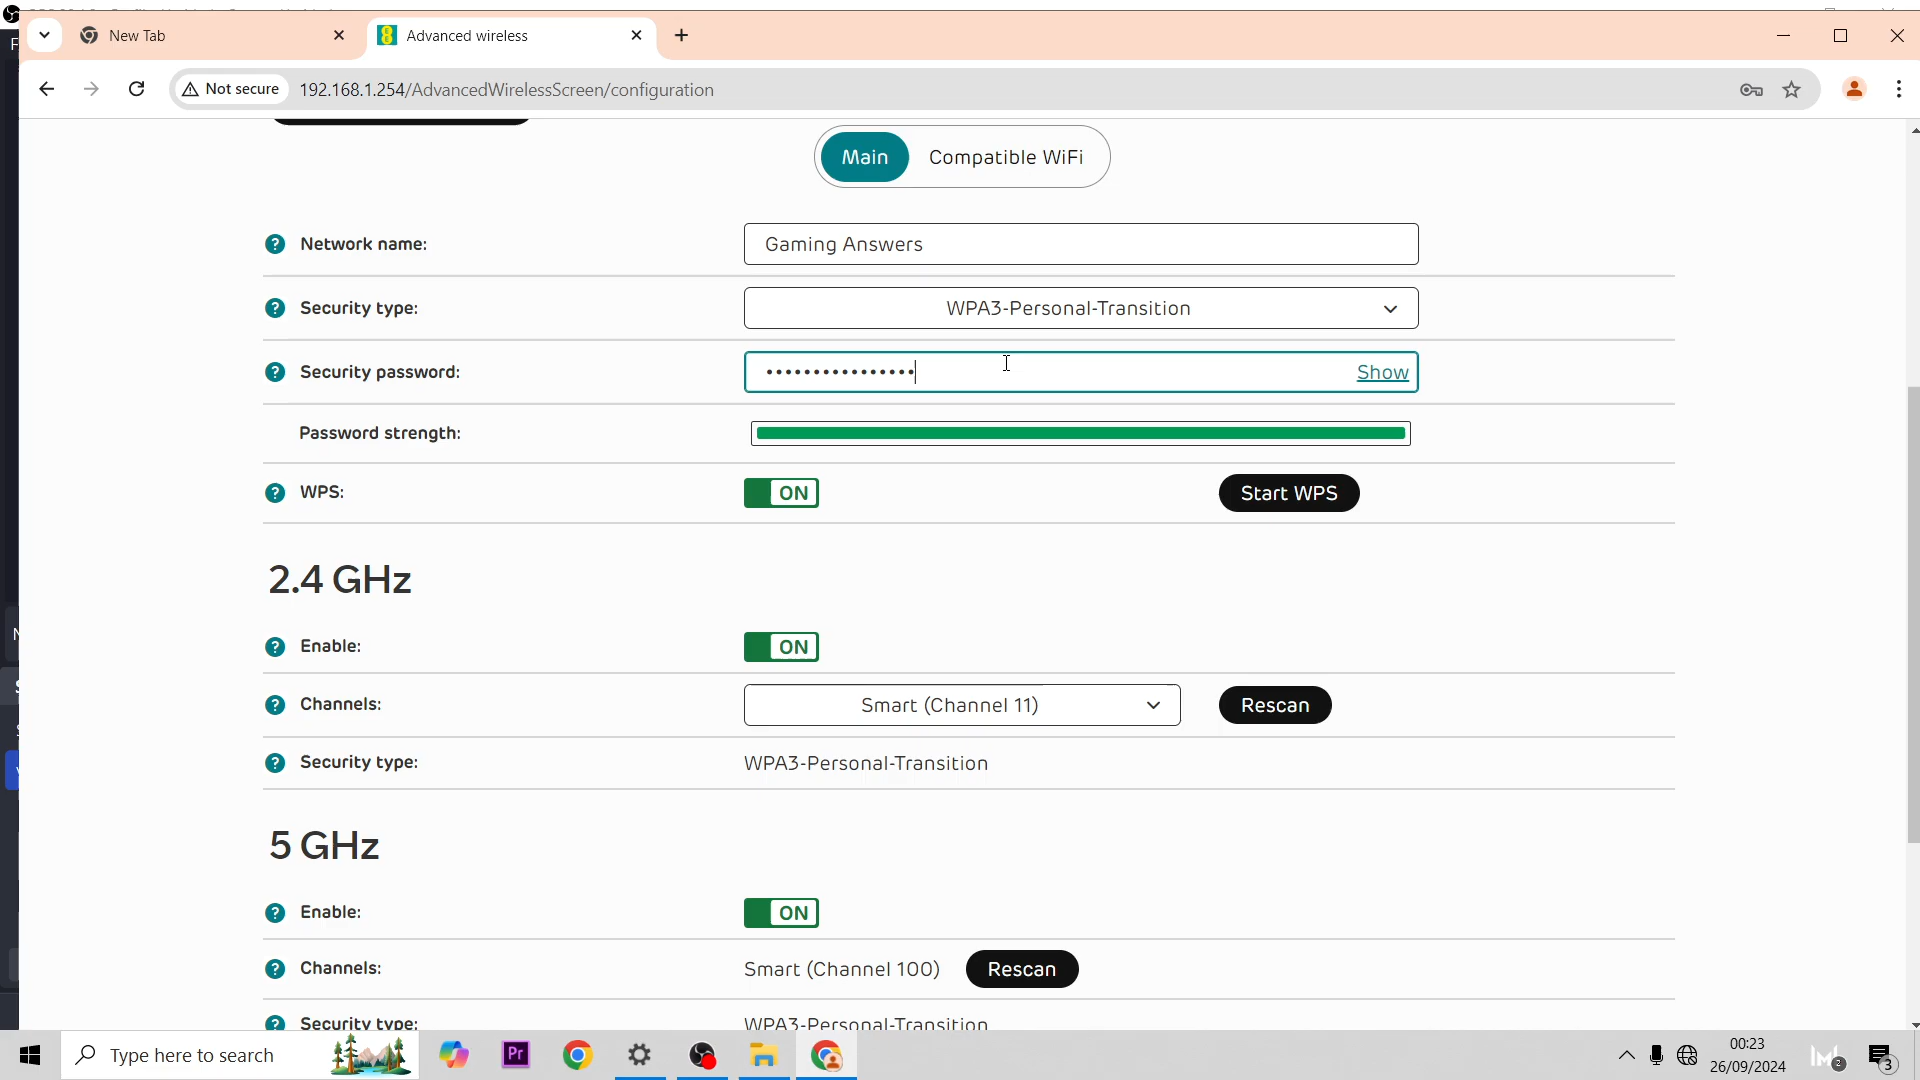 New Tab
Advanced wireless
Not secure
192.168.1.254/AdvancedWirelessScreen/configuration
Main
Compatible WiFi
? Network name:
Gaming Answers
? Security type:
WPA3-Personal-Transition
? Security password:
••••••••••••••••
Show
Password strength:
? WPS:
ON
Start WPS
2.4 GHz
? Enable:
ON
? Channels:
Smart (Channel 11)
Rescan
? Security type:
WPA3-Personal-Transition
5 GHz
? Enable:
ON
? Channels:
Smart (Channel 100)
Rescan
? Security type:
WPA3-Personal-Transition
Type here to search
Pr
00:23
26/09/2024
2
3